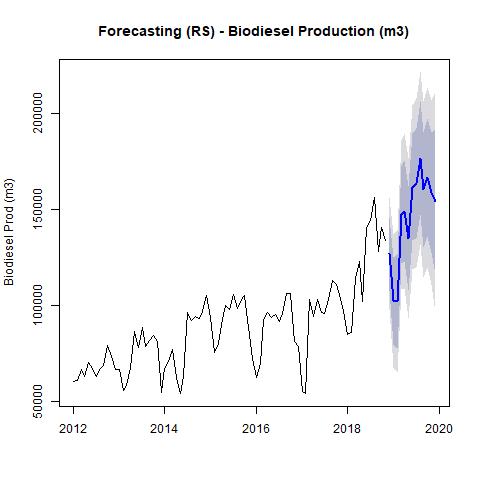 Forecasting (RS) - Biodiesel Production (m3)
Biodiesel Prod (m3)
200000
150000
100000
50000
2012 2014 2016 2018 2020